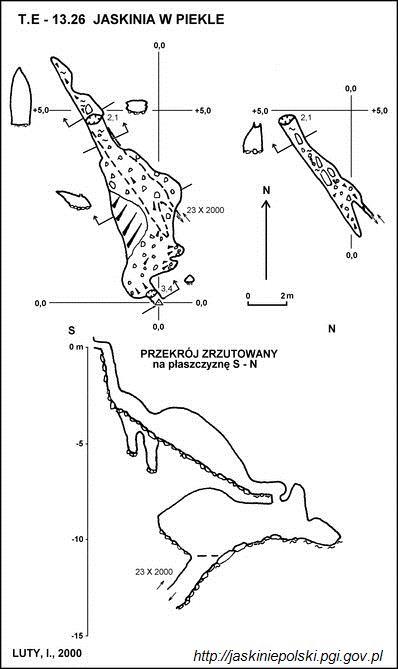 T.E - 13.26 JASKINIA W PIEKLE
0,0
0,0
+5,0
2,1
+5,0
2,1
+5,0
23 X 2000
N
0,0
0,0
3,4
0,0
0 2 m
0,0
S
N
PRZEKRÓJ ZRZUTOWANY
na płaszczyznę S - N
0 m
-5
-10
23 X 2000
-15
LUTY, I., 2000
http://jaskiniepolski.pgi.gov.pl